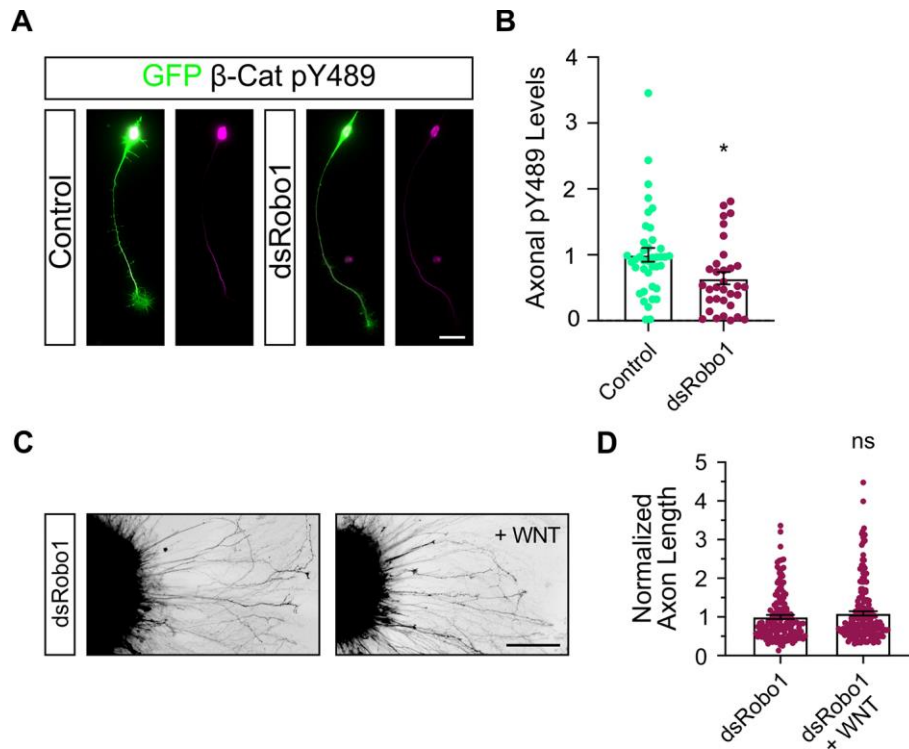 A
GFP β-Cat pY489
Control
dsRobo1
B
Axonal pY489 Levels
4
3
2
1
0
*
Control
dsRobo1
C
dsRobo1
+ WNT
D
Normalized
Axon Length
5
4
3
2
1
0
ns
dsRobo1
dsRobo1
+ WNT